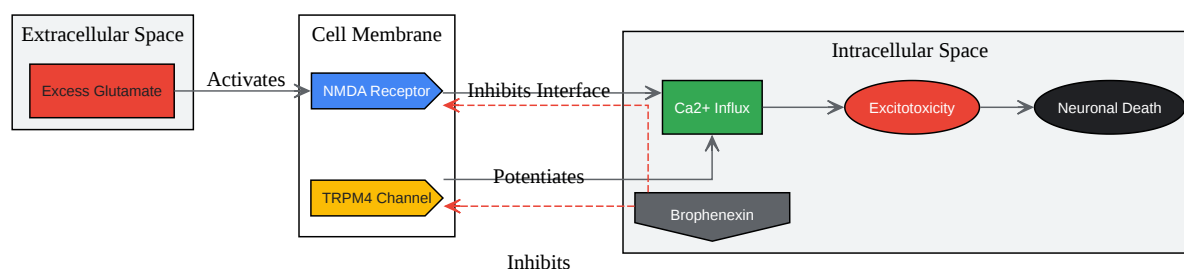 Extracellular Space
Excess Glutamate
Activates
Cell Membrane
NMDA Receptor
TRPM4 Channel
Inhibits Interface
Potentiates
Inhibits
Intracellular Space
Ca2+ Influx
Excitotoxicity
Neuronal Death
Brophenexin